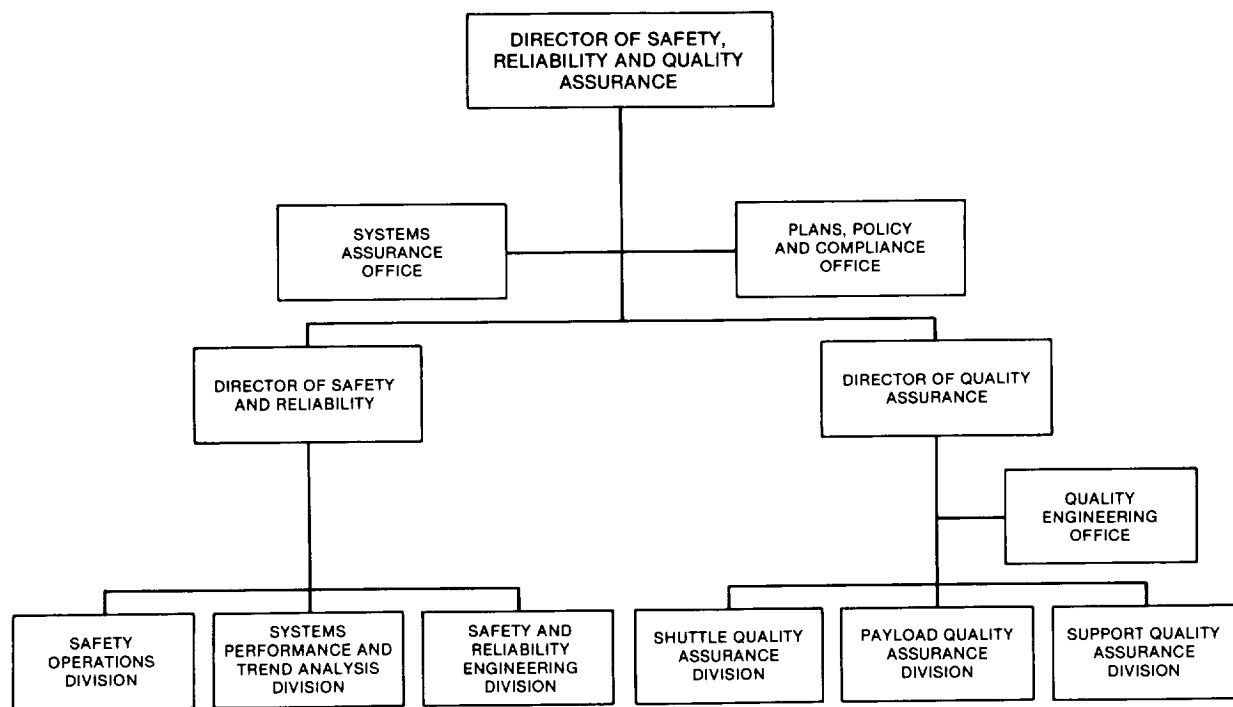 DIRECTOR OF SAFETY,
RELIABILITY AND QUALITY
ASSURANCE
SYSTEMS
ASSURANCE
OFFICE
PLANS, POLICY
AND COMPLIANCE
OFFICE
DIRECTOR OF SAFETY
AND RELIABILITY
DIRECTOR OF QUALITY
ASSURANCE
QUALITY
ENGINEERING
OFFICE
SAFETY
OPERATIONS
DIVISION
SYSTEMS
PERFORMANCE AND
TREND ANALYSIS
DIVISION
SAFETY AND
RELIABILITY
ENGINEERING
DIVISION
SHUTTLE QUALITY
ASSURANCE
DIVISION
PAYLOAD QUALITY
ASSURANCE
DIVISION
SUPPORT QUALITY
ASSURANCE
DIVISION